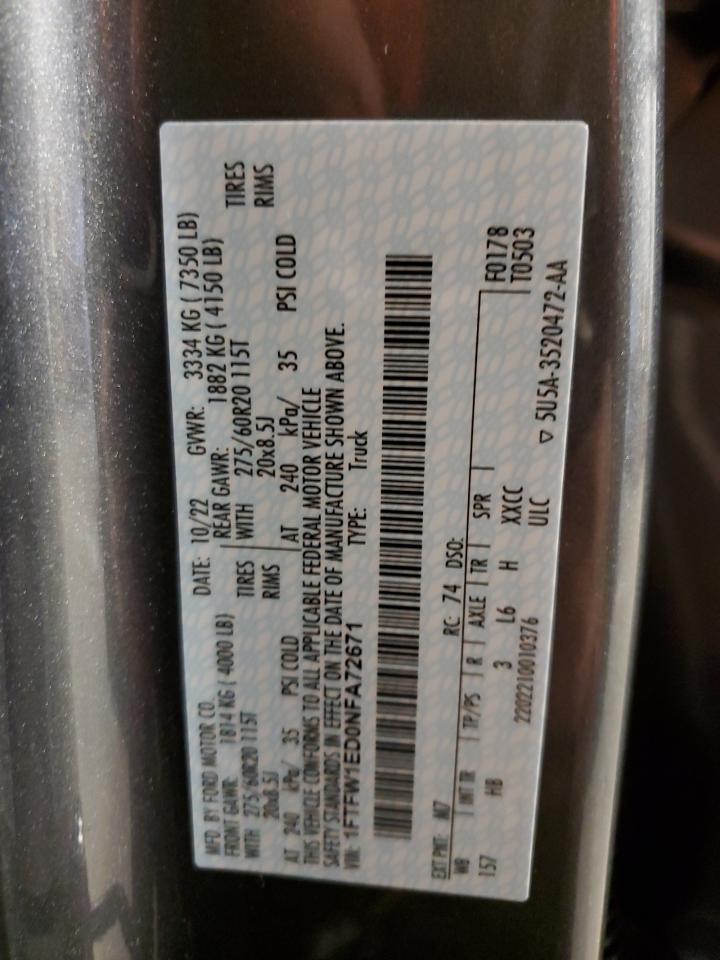 MFD. BY FORD MOTOR CO. DATE: 10/22 GVWR: 3334 KG ( 7350 LB)
FRONT GAWR: 1814 KG ( 4000 LB) REAR GAWR: 1882 KG ( 4150 LB)
WITH 275/60R20 115T TIRES WITH 275/60R20 115T TIRES
20x8.5J RIMS 20x8.5J RIMS
AT 240 kPa/ 35 PSI COLD AT 240 kPa/ 35 PSI COLD
THIS VEHICLE CONFORMS TO ALL APPLICABLE FEDERAL MOTOR VEHICLE
SAFETY STANDARDS IN EFFECT ON THE DATE OF MANUFACTURE SHOWN ABOVE.
VIN: 1FTFW1ED0NFA72671 TYPE: Truck
EXT PNT: M7 RC: 74 DSO:
WB INT TR TP/PS R AXLE TR SPR F0178
157 HB 3 L6 H XXCC T0503
2202210010376 ULC
▽ 5U5A-3520472-AA